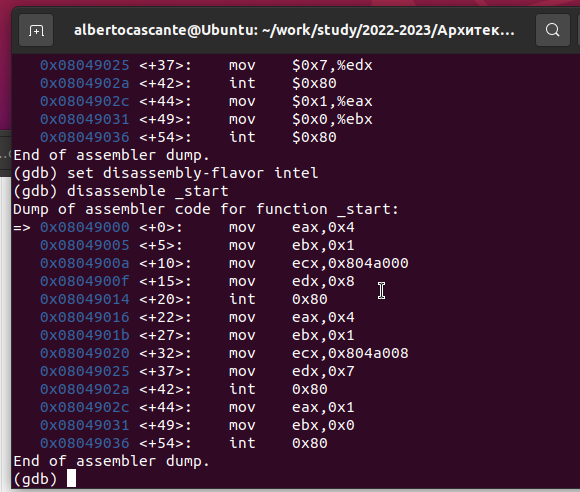 albertocascante@Ubuntu: ~/work/study/2022-2023/Архитек...
0x08049025 <+37>: mov $0x7,%edx
0x0804902a <+42>: int $0x80
0x0804902c <+44>: mov $0x1,%eax
0x08049031 <+49>: mov $0x0,%ebx
0x08049036 <+54>: int $0x80
End of assembler dump.
(gdb) set disassembly-flavor intel
(gdb) disassemble _start
Dump of assembler code for function _start:
=> 0x08049000 <+0>: mov eax,0x4
0x08049005 <+5>: mov ebx,0x1
0x0804900a <+10>: mov ecx,0x804a000
0x0804900f <+15>: mov edx,0x8
0x08049014 <+20>: int 0x80
0x08049016 <+22>: mov eax,0x4
0x0804901b <+27>: mov ebx,0x1
0x08049020 <+32>: mov ecx,0x804a008
0x08049025 <+37>: mov edx,0x7
0x0804902a <+42>: int 0x80
0x0804902c <+44>: mov eax,0x1
0x08049031 <+49>: mov ebx,0x0
0x08049036 <+54>: int 0x80
End of assembler dump.
(gdb)